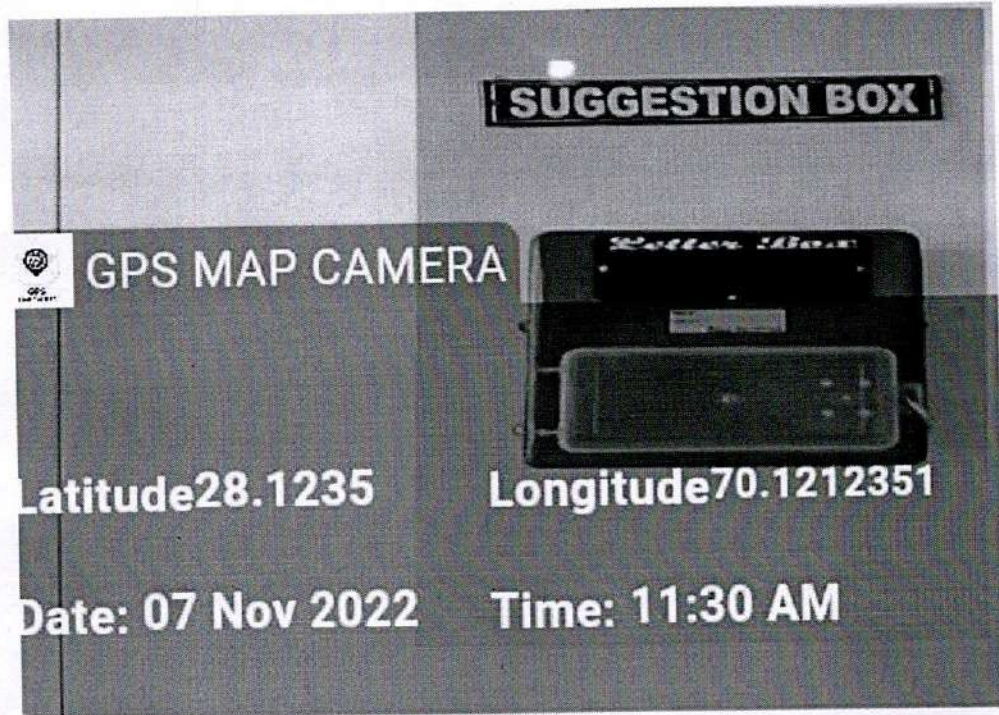 SUGGESTION BOX
Letter Box
GPS MAP CAMERA
GPS
Latitude28.1235 Longitude70.1212351
Date: 07 Nov 2022 Time: 11:30 AM